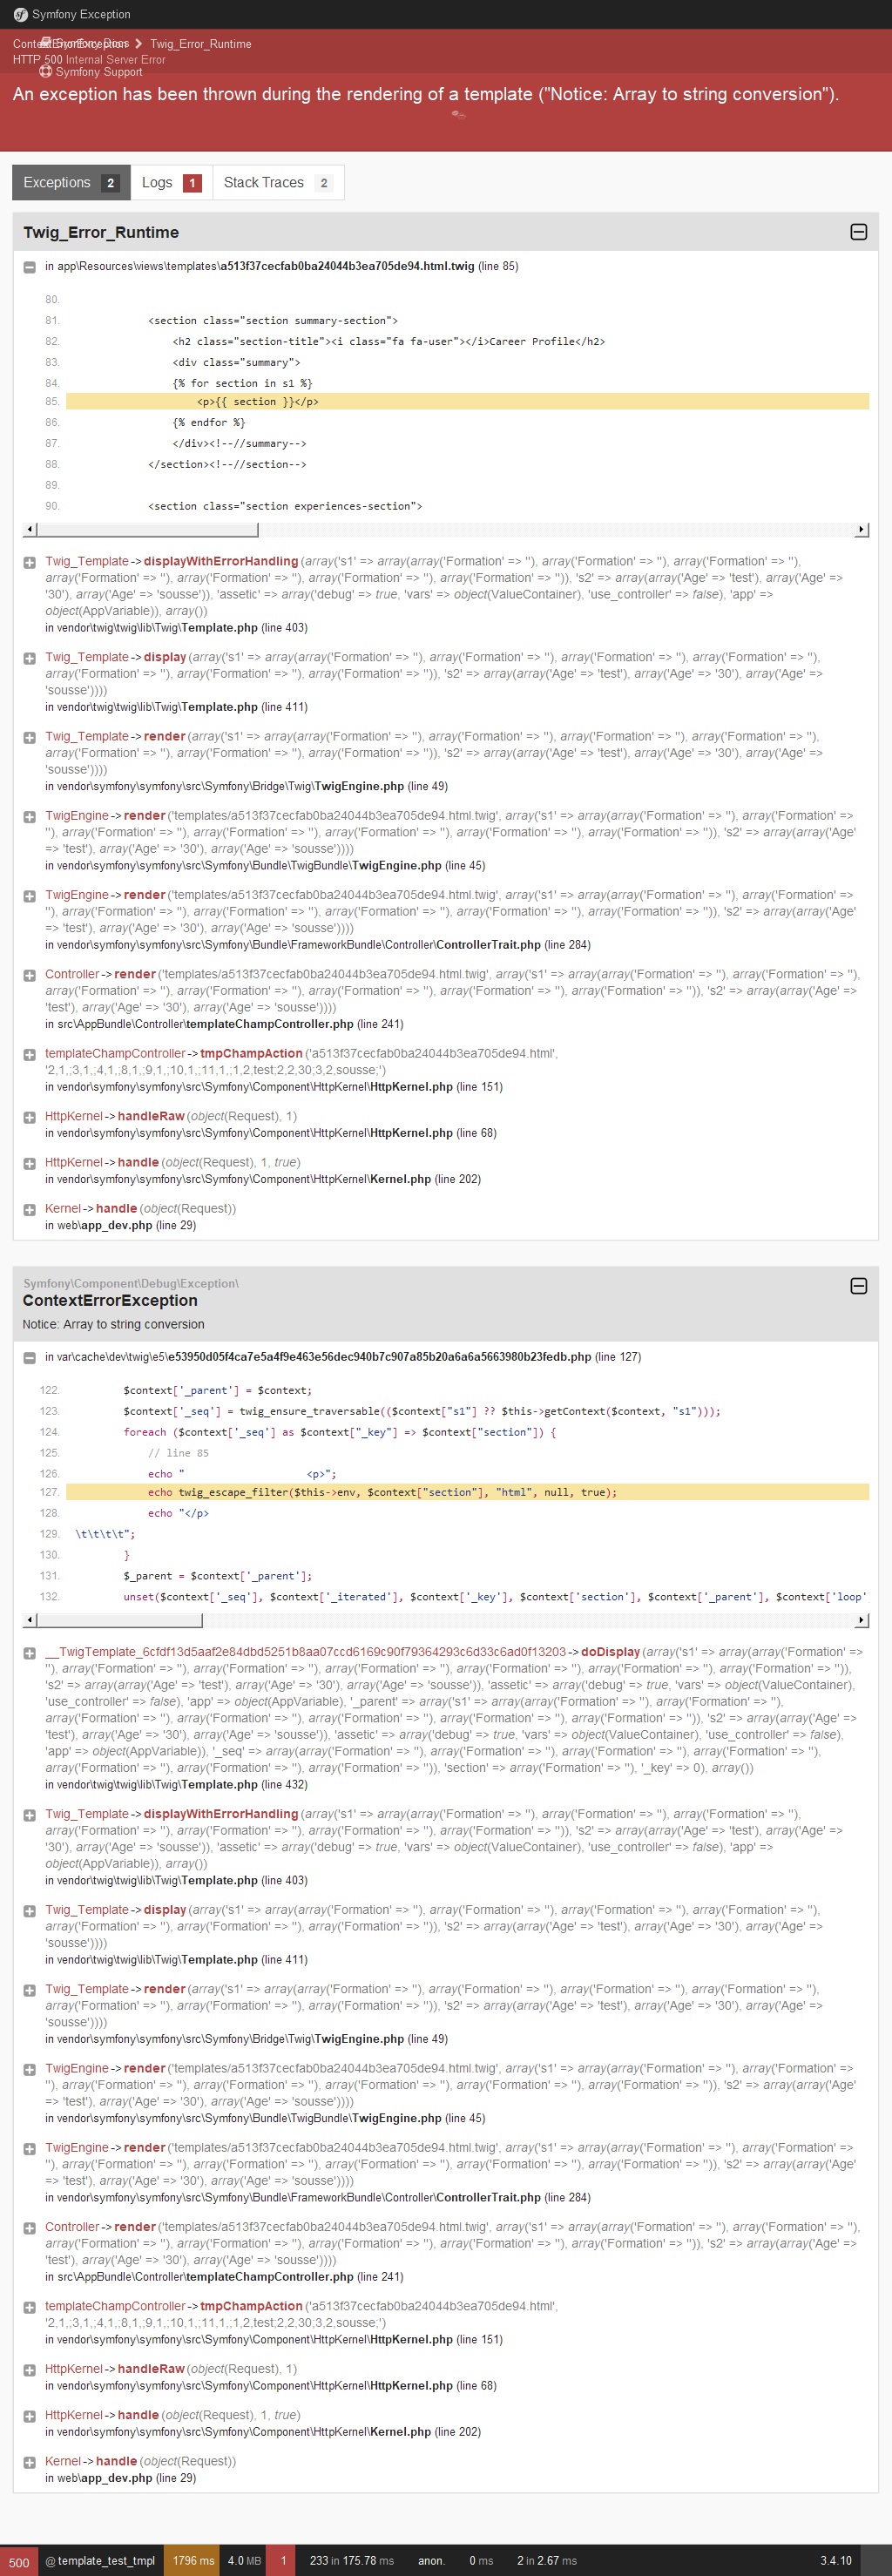 Symfony Exception
Symfony Docs
ContextErrorException > Twig_Error_Runtime
HTTP 500 Internal Server Error
Symfony Support
An exception has been thrown during the rendering of a template ("Notice: Array to string conversion").
Exceptions 2 Logs 1 Stack Traces 2
Twig_Error_Runtime
in app\Resources\views\templates\a513f37cecfab0ba24044b3ea705de94.html.twig (line 85)
80.
81. <section class="section summary-section">
82. <h2 class="section-title"><i class="fa fa-user"></i>Career Profile</h2>
83. <div class="summary">
84. {% for section in s1 %}
85. <p>{{ section }}</p>
86. {% endfor %}
87. </div><!--//summary-->
88. </section><!--//section-->
89.
90. <section class="section experiences-section">
Twig_Template->displayWithErrorHandling(array('s1' => array(array('Formation' => ''), array('Formation' => ''), array('Formation' => ''),
array('Formation' => ''), array('Formation' => ''), array('Formation' => ''), array('Formation' => '')), 's2' => array(array('Age' => 'test'), array('Age' =>
'30'), array('Age' => 'sousse')), 'assetic' => array('debug' => true, 'vars' => object(ValueContainer), 'use_controller' => false), 'app' =>
object(AppVariable)), array())
in vendor\twig\twig\lib\Twig\Template.php (line 403)
Twig_Template->display(array('s1' => array(array('Formation' => ''), array('Formation' => ''), array('Formation' => ''), array('Formation' => ''),
array('Formation' => ''), array('Formation' => ''), array('Formation' => '')), 's2' => array(array('Age' => 'test'), array('Age' => '30'), array('Age' =>
'sousse'))))
in vendor\twig\twig\lib\Twig\Template.php (line 411)
Twig_Template->render(array('s1' => array(array('Formation' => ''), array('Formation' => ''), array('Formation' => ''), array('Formation' => ''),
array('Formation' => ''), array('Formation' => ''), array('Formation' => '')), 's2' => array(array('Age' => 'test'), array('Age' => '30'), array('Age' =>
'sousse'))))
in vendor\symfony\symfony\src\Symfony\Bridge\Twig\TwigEngine.php (line 49)
TwigEngine->render('templates/a513f37cecfab0ba24044b3ea705de94.html.twig', array('s1' => array(array('Formation' => ''), array('Formation' =>
''), array('Formation' => ''), array('Formation' => ''), array('Formation' => ''), array('Formation' => ''), array('Formation' => '')), 's2' => array(array('Age'
=> 'test'), array('Age' => '30'), array('Age' => 'sousse'))))
in vendor\symfony\symfony\src\Symfony\Bundle\TwigBundle\TwigEngine.php (line 45)
TwigEngine->render('templates/a513f37cecfab0ba24044b3ea705de94.html.twig', array('s1' => array(array('Formation' => ''), array('Formation' =>
''), array('Formation' => ''), array('Formation' => ''), array('Formation' => ''), array('Formation' => ''), array('Formation' => '')), 's2' => array(array('Age'
=> 'test'), array('Age' => '30'), array('Age' => 'sousse'))))
in vendor\symfony\symfony\src\Symfony\Bundle\FrameworkBundle\Controller\ControllerTrait.php (line 284)
Controller->render('templates/a513f37cecfab0ba24044b3ea705de94.html.twig', array('s1' => array(array('Formation' => ''), array('Formation' => ''),
array('Formation' => ''), array('Formation' => ''), array('Formation' => ''), array('Formation' => ''), array('Formation' => '')), 's2' => array(array('Age' =>
'test'), array('Age' => '30'), array('Age' => 'sousse'))))
in src\AppBundle\Controller\templateChampController.php (line 241)
templateChampController->tmpChampAction('a513f37cecfab0ba24044b3ea705de94.html',
'2,1,;3,1,;4,1,;8,1,;9,1,;10,1,;11,1,;1,2,test;2,2,30;3,2,sousse;')
in vendor\symfony\symfony\src\Symfony\Component\HttpKernel\HttpKernel.php (line 151)
HttpKernel->handleRaw(object(Request), 1)
in vendor\symfony\symfony\src\Symfony\Component\HttpKernel\HttpKernel.php (line 68)
HttpKernel->handle(object(Request), 1, true)
in vendor\symfony\symfony\src\Symfony\Component\HttpKernel\Kernel.php (line 202)
Kernel->handle(object(Request))
in web\app_dev.php (line 29)
Symfony\Component\Debug\Exception\
ContextErrorException
Notice: Array to string conversion
in var\cache\dev\twig\e5\e53950d05f4ca7e5a4f9e463e56dec940b7c907a85b20a6a6a5663980b23fedb.php (line 127)
122. $context['_parent'] = $context;
123. $context['_seq'] = twig_ensure_traversable(($context["s1"] ?? $this->getContext($context, "s1")));
124. foreach ($context['_seq'] as $context["_key"] => $context["section"]) {
125. // line 85
126. echo " <p>";
127. echo twig_escape_filter($this->env, $context["section"], "html", null, true);
128. echo "</p>
129. \t\t\t\t";
130. }
131. $_parent = $context['_parent'];
132. unset($context['_seq'], $context['_iterated'], $context['_key'], $context['section'], $context['_parent'], $context['loop'
__TwigTemplate_6cfdf13d5aaf2e84dbd5251b8aa07ccd6169c90f79364293c6d33c6ad0f13203->doDisplay(array('s1' => array(array('Formation' =>
''), array('Formation' => ''), array('Formation' => ''), array('Formation' => ''), array('Formation' => ''), array('Formation' => ''), array('Formation' => '')),
's2' => array(array('Age' => 'test'), array('Age' => '30'), array('Age' => 'sousse')), 'assetic' => array('debug' => true, 'vars' => object(ValueContainer),
'use_controller' => false), 'app' => object(AppVariable), '_parent' => array('s1' => array(array('Formation' => ''), array('Formation' => ''),
array('Formation' => ''), array('Formation' => ''), array('Formation' => ''), array('Formation' => ''), array('Formation' => '')), 's2' => array(array('Age' =>
'test'), array('Age' => '30'), array('Age' => 'sousse')), 'assetic' => array('debug' => true, 'vars' => object(ValueContainer), 'use_controller' => false),
'app' => object(AppVariable)), '_seq' => array(array('Formation' => ''), array('Formation' => ''), array('Formation' => ''), array('Formation' => ''),
array('Formation' => ''), array('Formation' => ''), array('Formation' => '')), 'section' => array('Formation' => ''), '_key' => 0), array())
in vendor\twig\twig\lib\Twig\Template.php (line 432)
Twig_Template->displayWithErrorHandling(array('s1' => array(array('Formation' => ''), array('Formation' => ''), array('Formation' => ''),
array('Formation' => ''), array('Formation' => ''), array('Formation' => ''), array('Formation' => '')), 's2' => array(array('Age' => 'test'), array('Age' =>
'30'), array('Age' => 'sousse')), 'assetic' => array('debug' => true, 'vars' => object(ValueContainer), 'use_controller' => false), 'app' =>
object(AppVariable)), array())
in vendor\twig\twig\lib\Twig\Template.php (line 403)
Twig_Template->display(array('s1' => array(array('Formation' => ''), array('Formation' => ''), array('Formation' => ''), array('Formation' => ''),
array('Formation' => ''), array('Formation' => ''), array('Formation' => '')), 's2' => array(array('Age' => 'test'), array('Age' => '30'), array('Age' =>
'sousse'))))
in vendor\twig\twig\lib\Twig\Template.php (line 411)
Twig_Template->render(array('s1' => array(array('Formation' => ''), array('Formation' => ''), array('Formation' => ''), array('Formation' => ''),
array('Formation' => ''), array('Formation' => ''), array('Formation' => '')), 's2' => array(array('Age' => 'test'), array('Age' => '30'), array('Age' =>
'sousse'))))
in vendor\symfony\symfony\src\Symfony\Bridge\Twig\TwigEngine.php (line 49)
TwigEngine->render('templates/a513f37cecfab0ba24044b3ea705de94.html.twig', array('s1' => array(array('Formation' => ''), array('Formation' =>
''), array('Formation' => ''), array('Formation' => ''), array('Formation' => ''), array('Formation' => ''), array('Formation' => '')), 's2' => array(array('Age'
=> 'test'), array('Age' => '30'), array('Age' => 'sousse'))))
in vendor\symfony\symfony\src\Symfony\Bundle\TwigBundle\TwigEngine.php (line 45)
TwigEngine->render('templates/a513f37cecfab0ba24044b3ea705de94.html.twig', array('s1' => array(array('Formation' => ''), array('Formation' =>
''), array('Formation' => ''), array('Formation' => ''), array('Formation' => ''), array('Formation' => ''), array('Formation' => '')), 's2' => array(array('Age'
=> 'test'), array('Age' => '30'), array('Age' => 'sousse'))))
in vendor\symfony\symfony\src\Symfony\Bundle\FrameworkBundle\Controller\ControllerTrait.php (line 284)
Controller->render('templates/a513f37cecfab0ba24044b3ea705de94.html.twig', array('s1' => array(array('Formation' => ''), array('Formation' => ''),
array('Formation' => ''), array('Formation' => ''), array('Formation' => ''), array('Formation' => ''), array('Formation' => '')), 's2' => array(array('Age' =>
'test'), array('Age' => '30'), array('Age' => 'sousse'))))
in src\AppBundle\Controller\templateChampController.php (line 241)
templateChampController->tmpChampAction('a513f37cecfab0ba24044b3ea705de94.html',
'2,1,;3,1,;4,1,;8,1,;9,1,;10,1,;11,1,;1,2,test;2,2,30;3,2,sousse;')
in vendor\symfony\symfony\src\Symfony\Component\HttpKernel\HttpKernel.php (line 151)
HttpKernel->handleRaw(object(Request), 1)
in vendor\symfony\symfony\src\Symfony\Component\HttpKernel\HttpKernel.php (line 68)
HttpKernel->handle(object(Request), 1, true)
in vendor\symfony\symfony\src\Symfony\Component\HttpKernel\Kernel.php (line 202)
Kernel->handle(object(Request))
in web\app_dev.php (line 29)
500 @ template_test_tmpl 1796 ms 4.0 MB 1 233 in 175.78 ms anon. 0 ms 2 in 2.67 ms 3.4.10